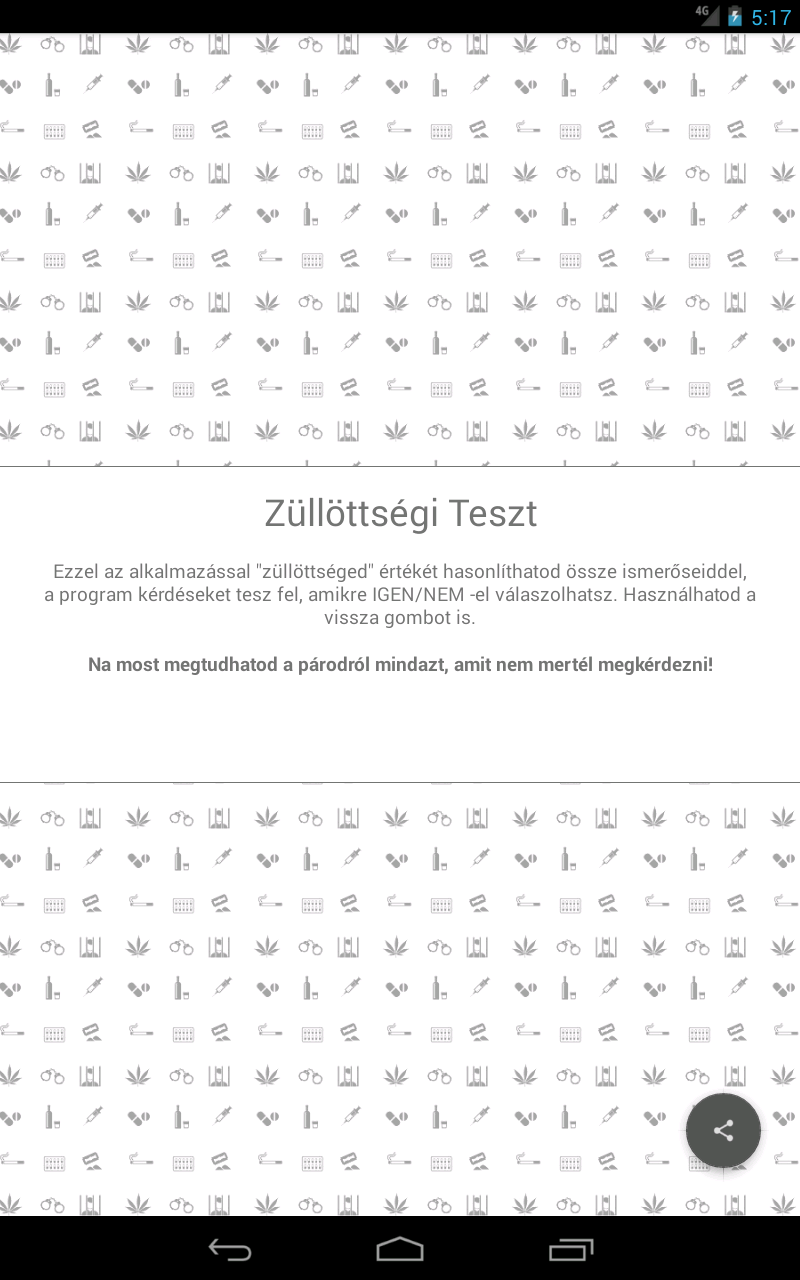 4G 5:17
Züllöttségi Teszt
Ezzel az alkalmazással "züllöttséged" értékét hasonlíthatod össze ismerőseiddel,
a program kérdéseket tesz fel, amikre IGEN/NEM -el válaszolhatsz. Használhatod a
vissza gombot is.
Na most megtudhatod a párodról mindazt, amit nem mertél megkérdezni!